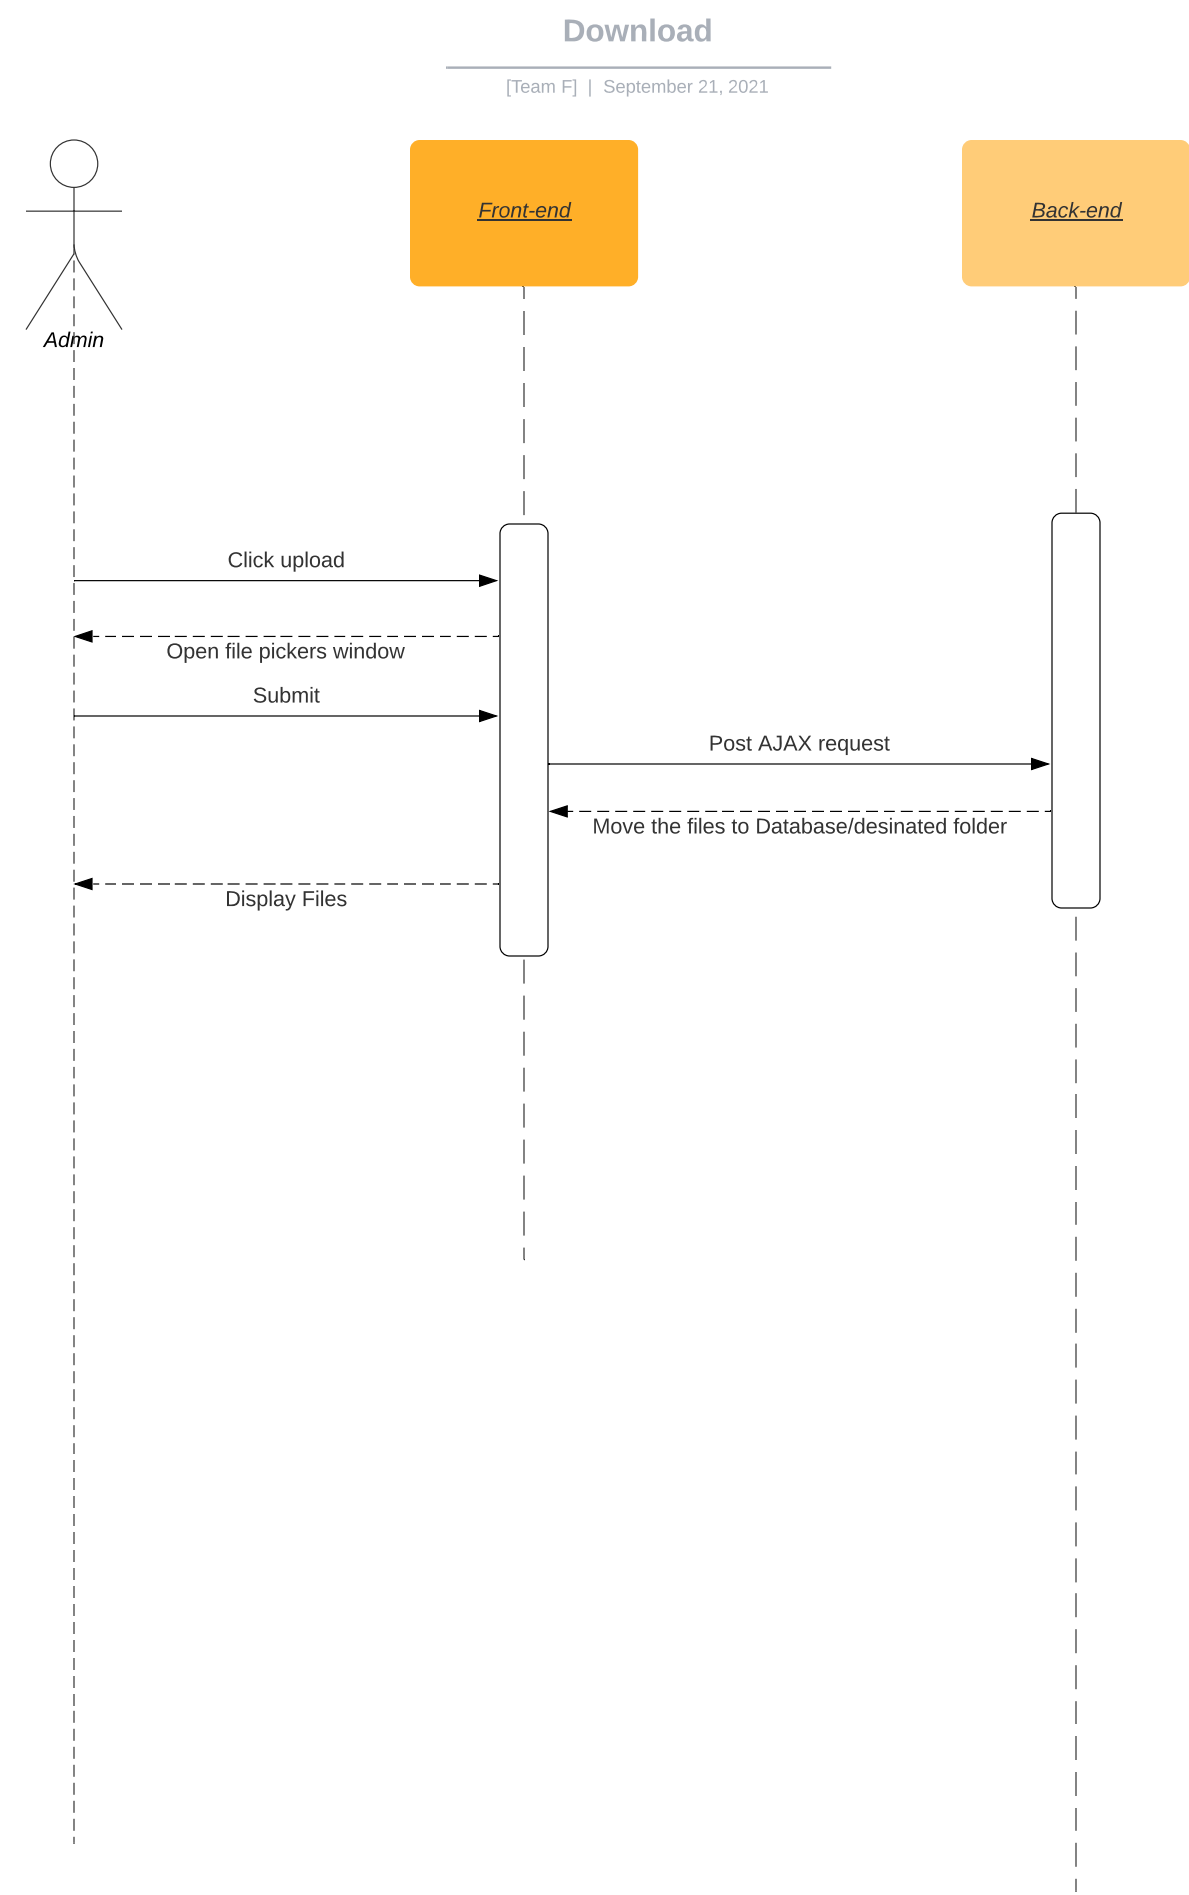 Download
[Team F]  |  September 21, 2021
Front-end
Back-end
Admin
Click upload
Open file pickers window
Submit
Post AJAX request
Move the files to Database/desinated folder
Display Files